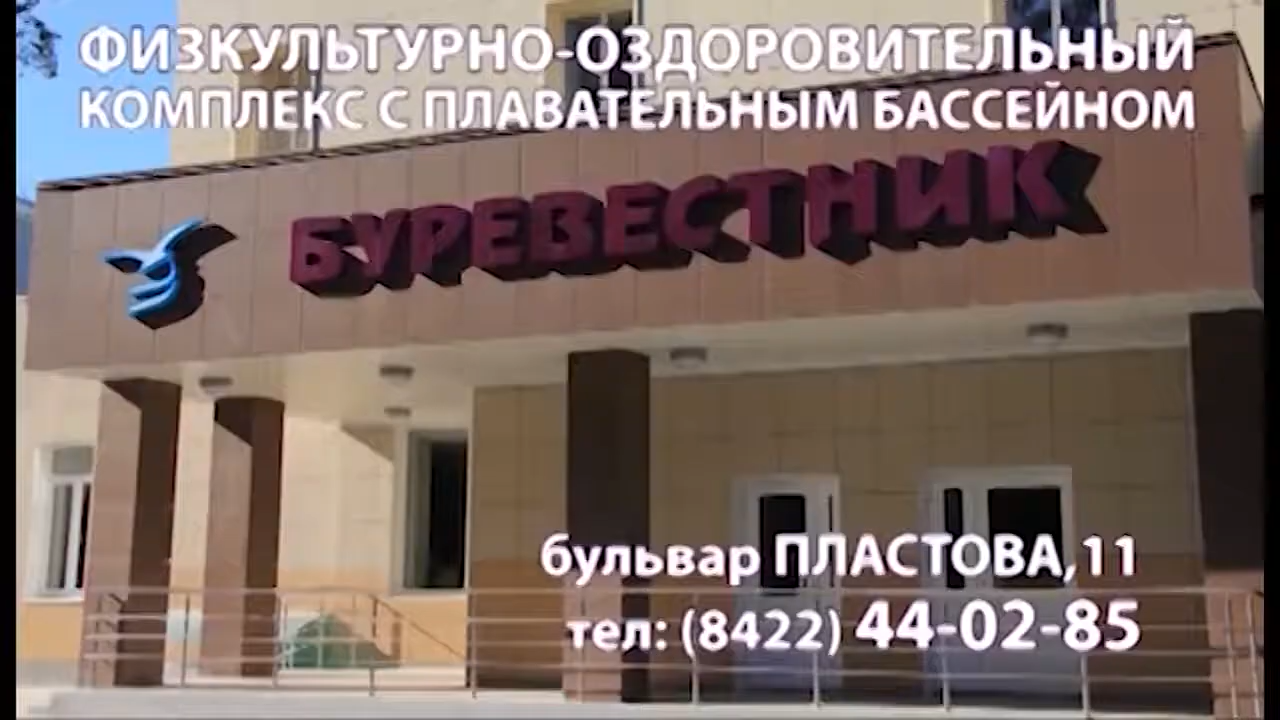 ФИЗКУЛЬТУРНО-ОЗДОРОВИТЕЛЬНЫЙ
КОМПЛЕКС С ПЛАВАТЕЛЬНЫМ БАССЕЙНОМ
БУРЕВЕСТНИК
бульвар ПЛАСТОВА, 11
тел: (8422) 44-02-85